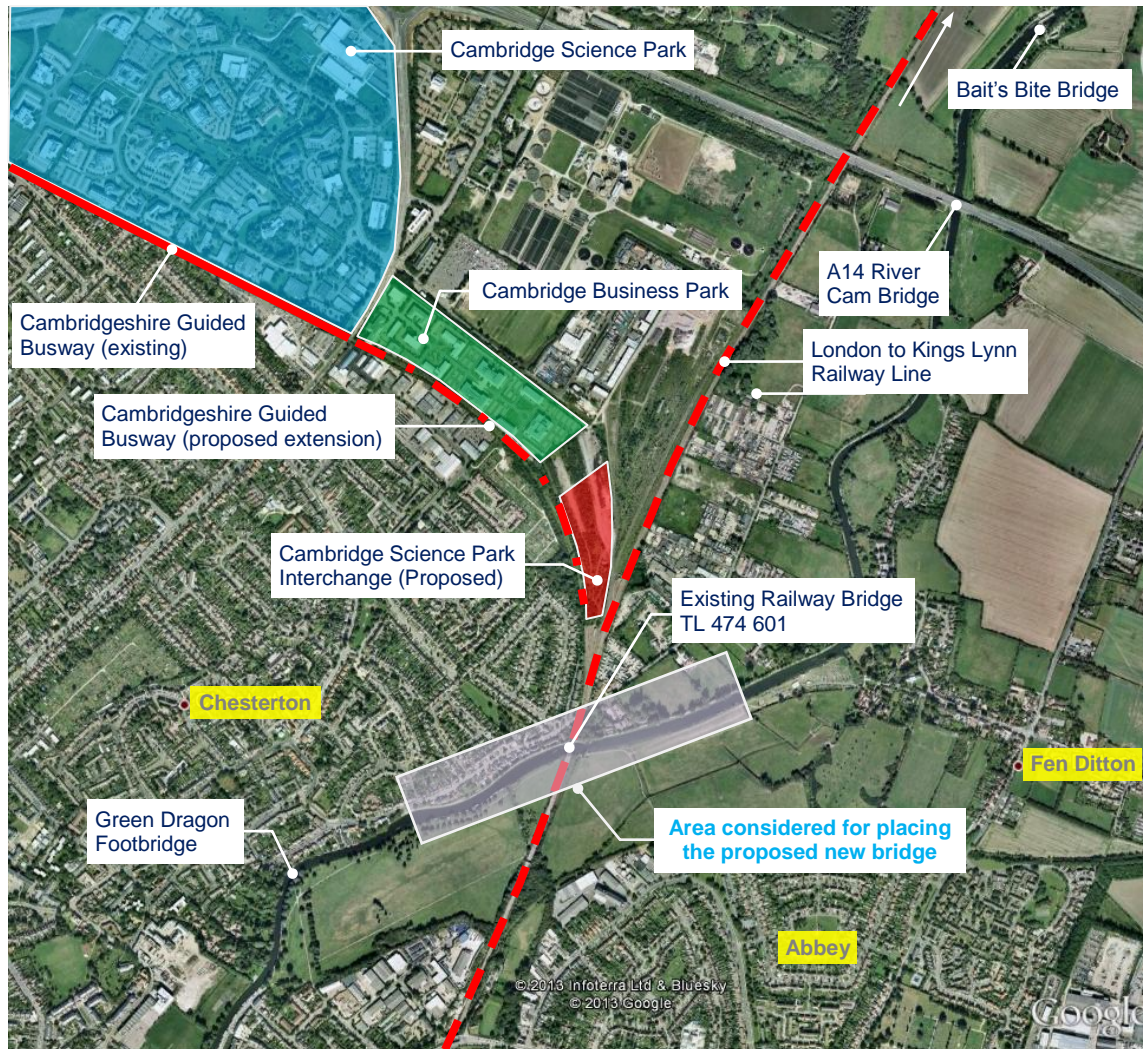 Cambridge Science Park
Bait's Bite Bridge
A14 River
Cam Bridge
Cambridge Business Park
Cambridgeshire Guided
Busway (existing)
London to Kings Lynn
Railway Line
Cambridgeshire Guided
Busway (proposed extension)
Cambridge Science Park
Interchange (Proposed)
Existing Railway Bridge
TL 474 601
Chesterton
Fen Ditton
Green Dragon
Footbridge
Area considered for placing
the proposed new bridge
Abbey
© 2013 Infoterra Ltd & Bluesky
© 2013 Google
Google